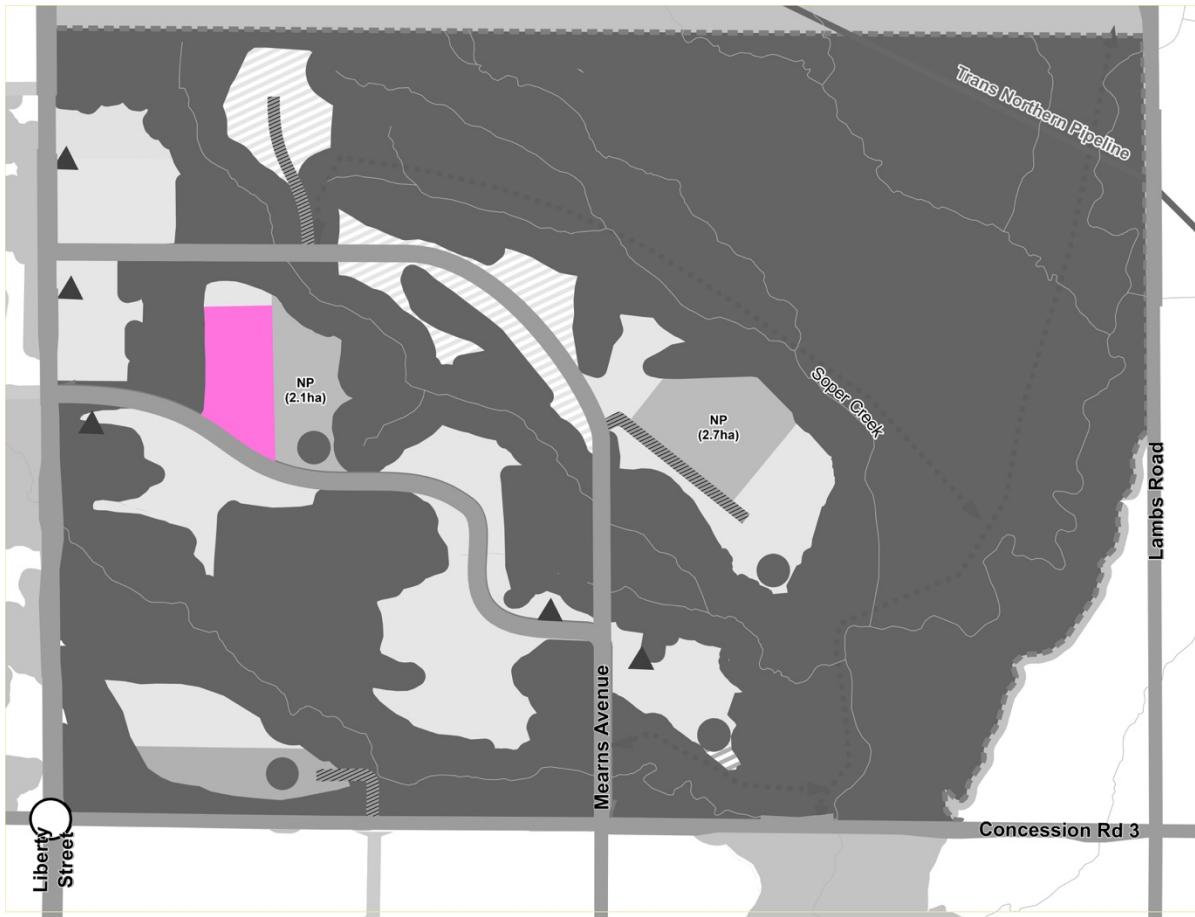 Trans Northern Pipeline
NP
(2.1ha)
NP
(2.7ha)
Soper Creek
Lambs Road
Mearns Avenue
Concession Rd 3
Liberty
Street